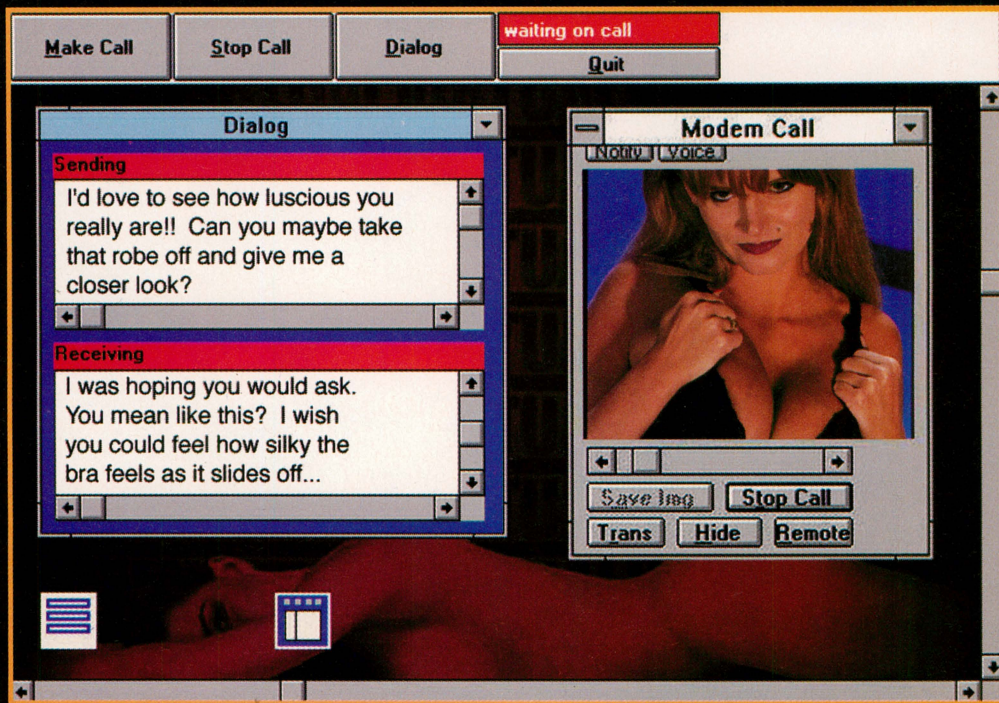 Make Call
Stop Call
Dialog
waiting on call
Quit
Dialog
Sending
I'd love to see how luscious you
really are!! Can you maybe take
that robe off and give me a
closer look?
Receiving
I was hoping you would ask.
You mean like this? I wish
you could feel how silky the
bra feels as it slides off...
Modem Call
Notify Voice
Save Img Stop Call
Trans Hide Remote